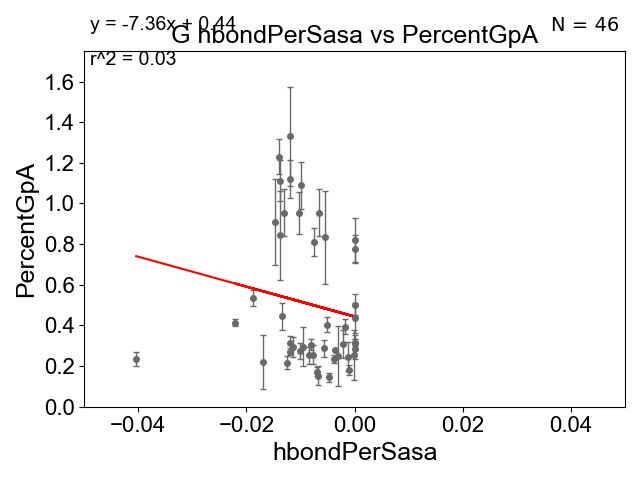 y = -7.36x + 0.44
N = 46
G hbondPerSasa vs PercentGpA
r^2 = 0.03
PercentGpA
1.6
1.4
1.2
1.0
0.8
0.6
0.4
0.2
0.0
−0.04 −0.02 0.00 0.02 0.04
hbondPerSasa